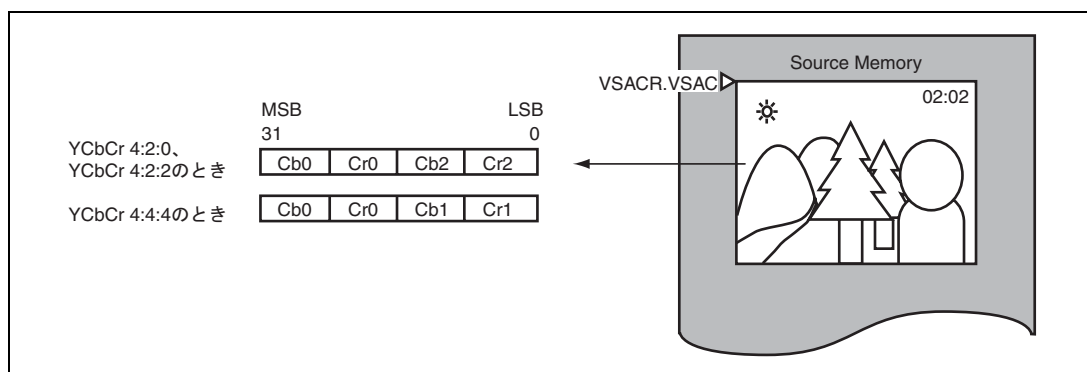 MSB LSB
31 0
YCbCr 4:2:0、
YCbCr 4:2:2のとき
Cb0 Cr0 Cb2 Cr2
YCbCr 4:4:4のとき
Cb0 Cr0 Cb1 Cr1
Source Memory
VSACR.VSAC
02:02